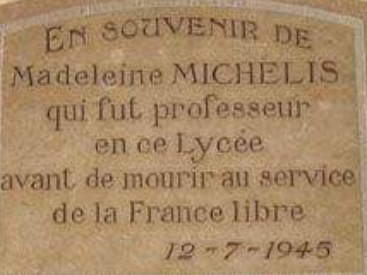 EN SOUVENIR DE
Madeleine MICHELIS
qui fut professeur
en ce Lycée
avant de mourir au service
de la France libre
12-7-1945